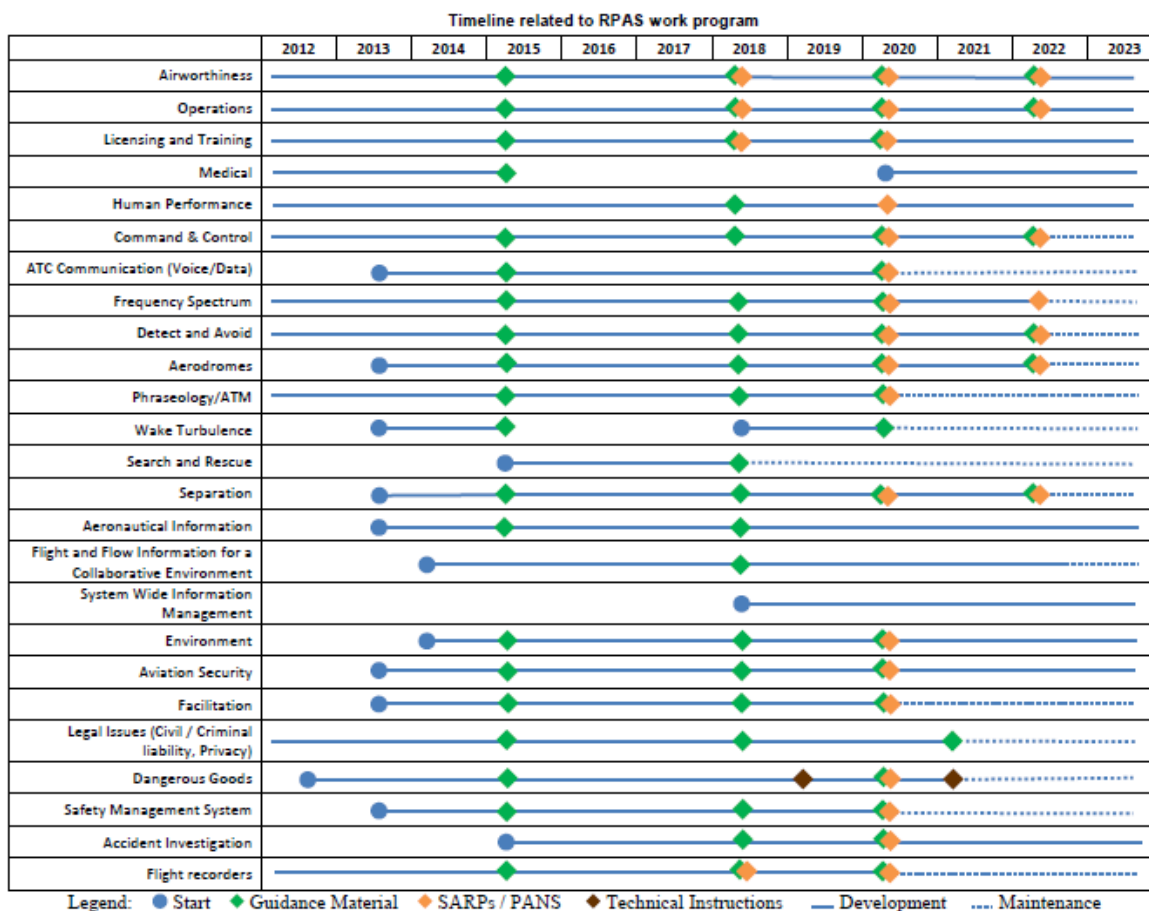 Timeline related to RPAS work program
2012 2013 2014 2015 2016 2017 2018 2019 2020 2021 2022 2023
Airworthiness
Operations
Licensing and Training
Medical
Human Performance
Command & Control
ATC Communication (Voice/Data)
Frequency Spectrum
Detect and Avoid
Aerodromes
Phraseology/ATM
Wake Turbulence
Search and Rescue
Separation
Aeronautical Information
Flight and Flow Information for a
Collaborative Environment
System Wide Information
Management
Environment
Aviation Security
Facilitation
Legal Issues (Civil / Criminal
liability, Privacy)
Dangerous Goods
Safety Management System
Accident Investigation
Flight recorders
Legend: Start Guidance Material SARPs / PANS Technical Instructions Development Maintenance